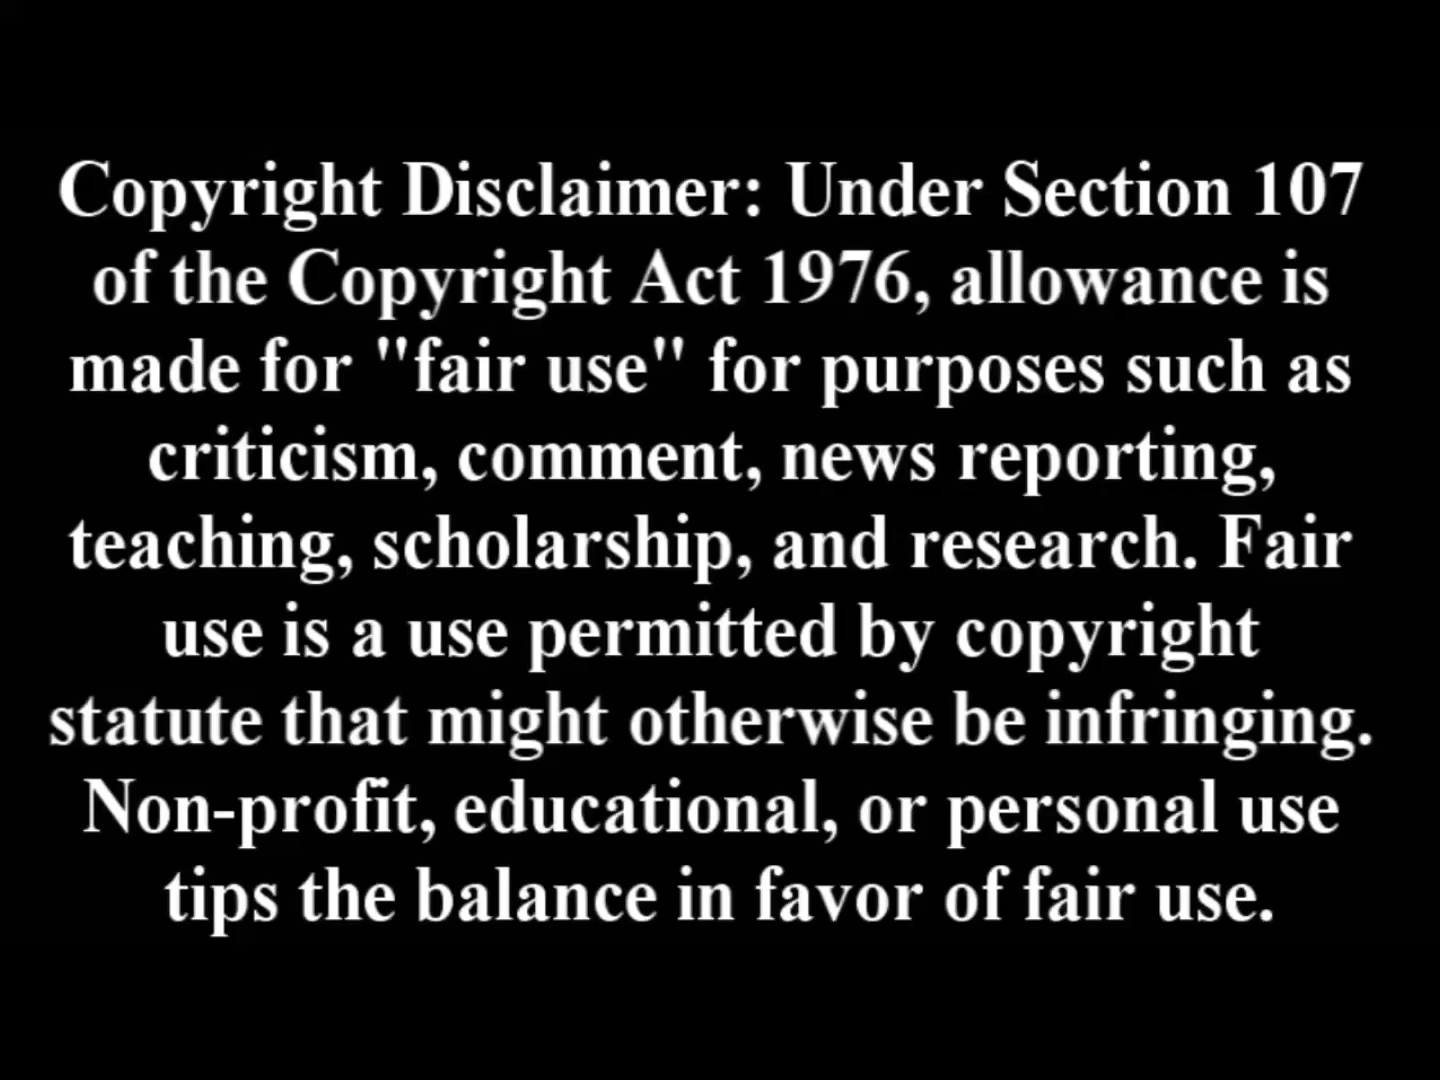 Copyright Disclaimer: Under Section 107
of the Copyright Act 1976, allowance is
made for "fair use" for purposes such as
criticism, comment, news reporting,
teaching, scholarship, and research. Fair
use is a use permitted by copyright
statute that might otherwise be infringing.
Non-profit, educational, or personal use
tips the balance in favor of fair use.